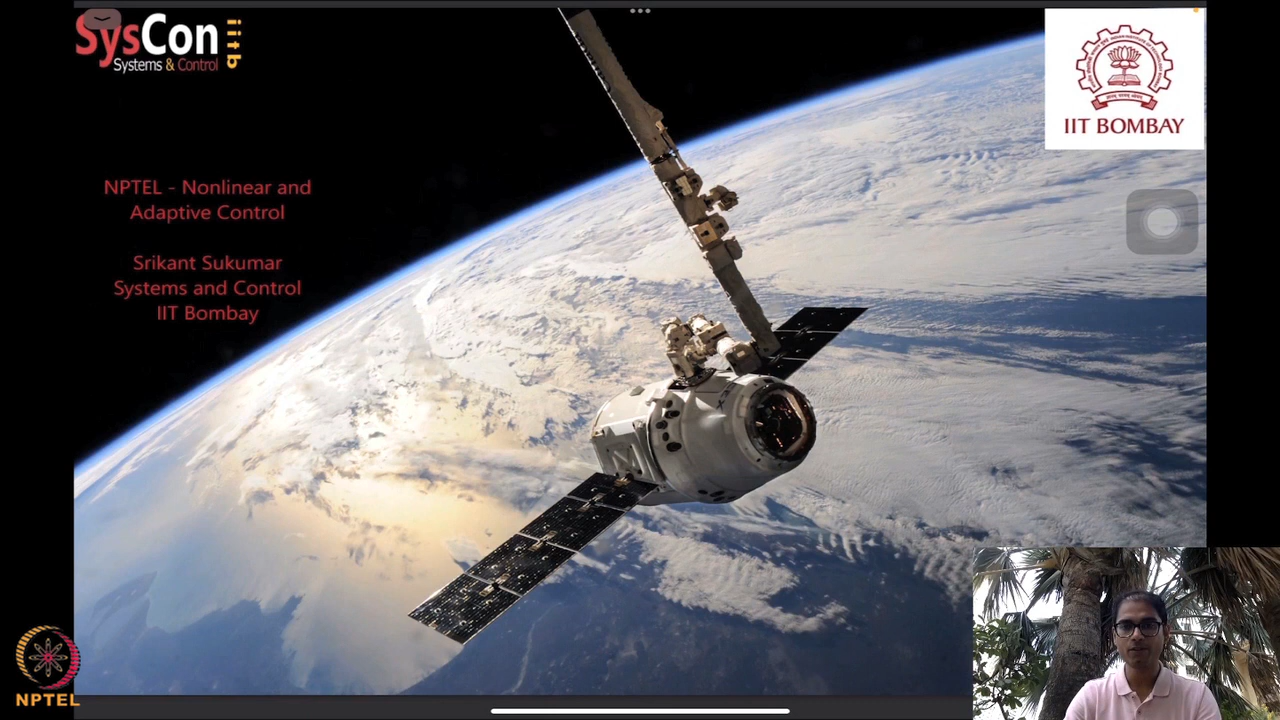 SysCon
iitb
Systems & Control
IIT BOMBAY
NPTEL - Nonlinear and
Adaptive Control
Srikant Sukumar
Systems and Control
IIT Bombay
NPTEL